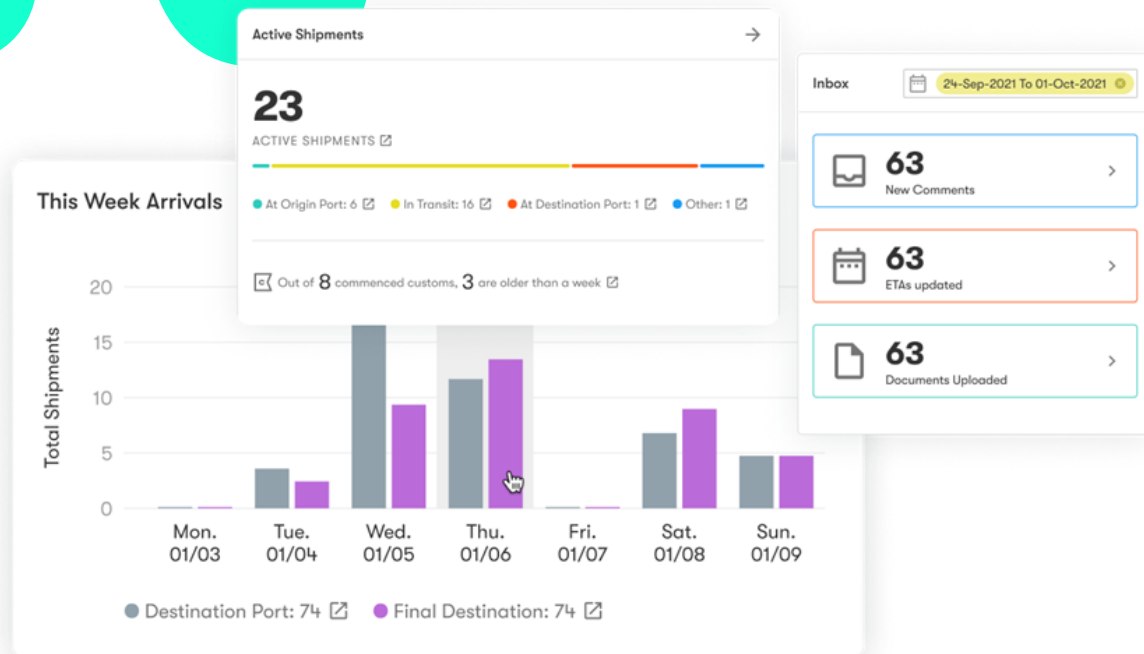 Active Shipments
23
ACTIVE SHIPMENTS
At Origin Port: 6 In Transit: 16 At Destination Port: 1 Other: 1
Out of 8 commenced customs, 3 are older than a week
Inbox 24-Sep-2021 To 01-Oct-2021
63
New Comments
63
ETAs updated
63
Documents Uploaded
This Week Arrivals
Total Shipments
20
15
10
5
0
Mon. Tue. Wed. Thu. Fri. Sat. Sun.
01/03 01/04 01/05 01/06 01/07 01/08 01/09
Destination Port: 74 Final Destination: 74